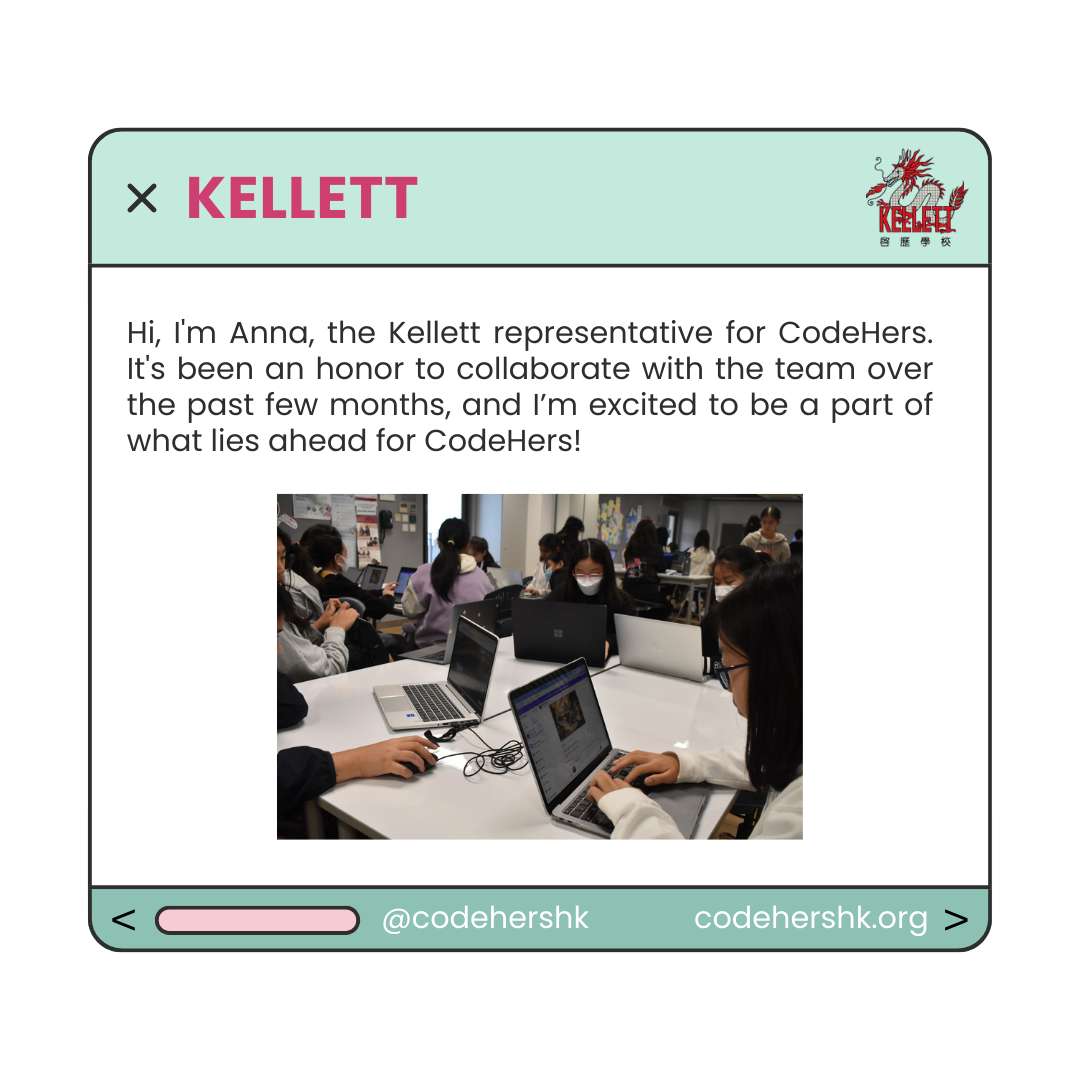 KELLETT
KELLETT
啓歷學校
Hi, I'm Anna, the Kellett representative for CodeHers.
It's been an honor to collaborate with the team over
the past few months, and I’m excited to be a part of
what lies ahead for CodeHers!
@codehershk
codehershk.org